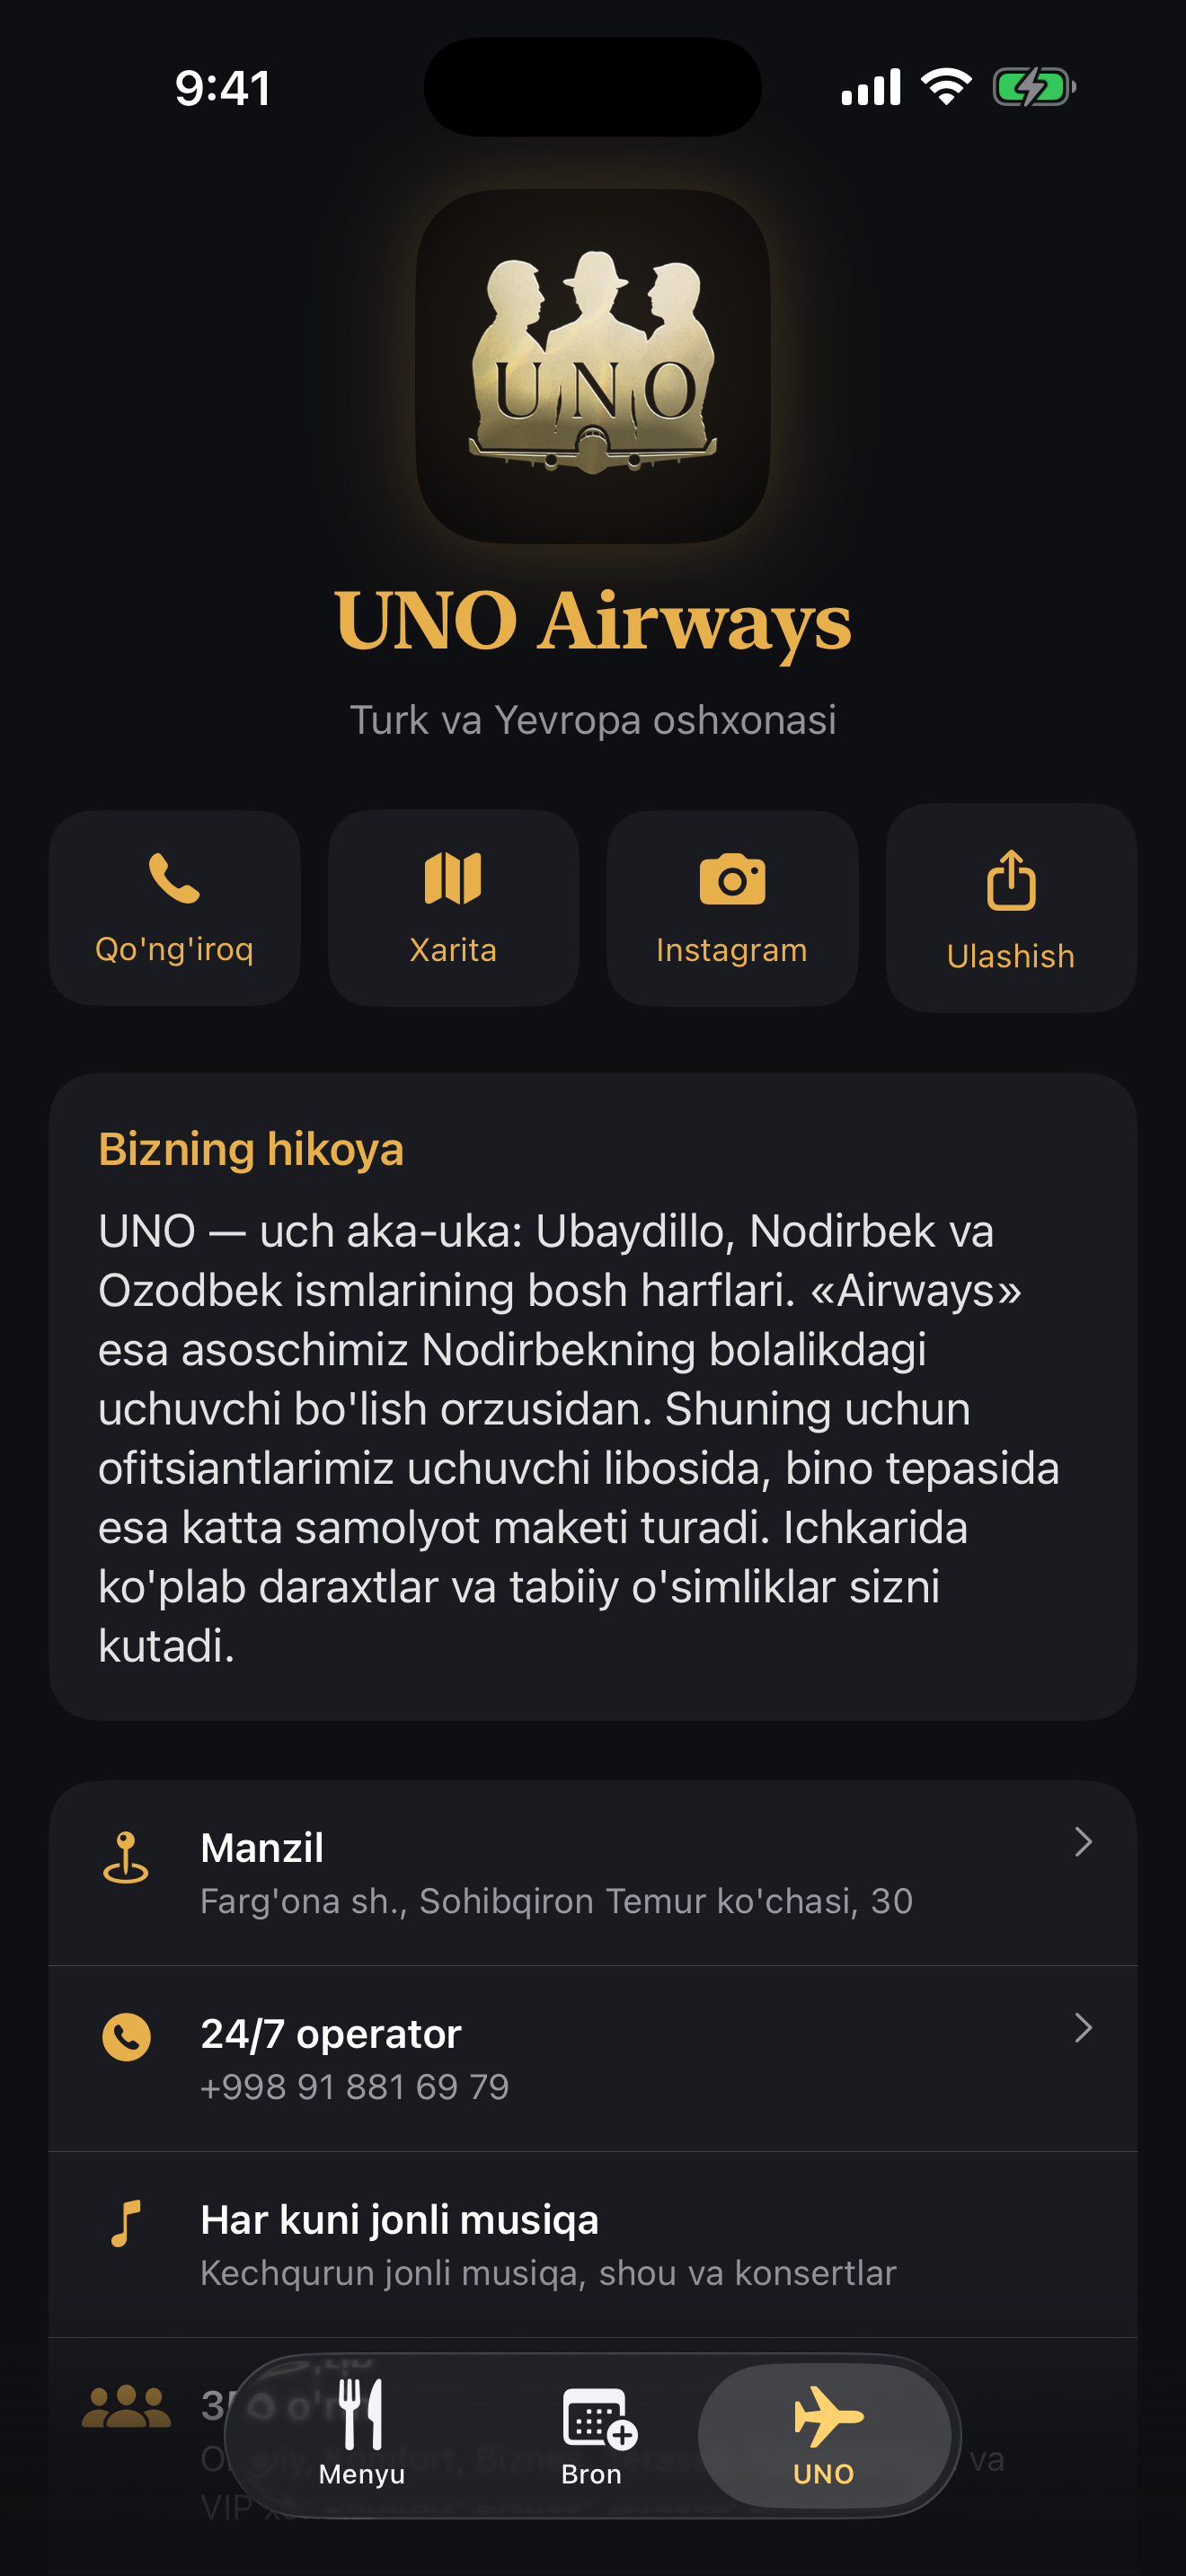 9:41
UNO
UNO Airways
Turk va Yevropa oshxonasi
Qo'ng'iroq
Xarita
Instagram
Ulashish
Bizning hikoya
UNO — uch aka-uka: Ubaydillo, Nodirbek va
Ozodbek ismlarining bosh harflari. «Airways»
esa asoschimiz Nodirbekning bolalikdagi
uchuvchi bo'lish orzusidan. Shuning uchun
ofitsiantlarimiz uchuvchi libosida, bino tepasida
esa katta samolyot maketi turadi. Ichkarida
ko'plab daraxtlar va tabiiy o'simliklar sizni
kutadi.
Manzil
Farg'ona sh., Sohibqiron Temur ko'chasi, 30
24/7 operator
+998 91 881 69 79
Har kuni jonli musiqa
Kechqurun jonli musiqa, shou va konsertlar
Komfort, Biznes, va
VIP
Menyu
Bron
UNO